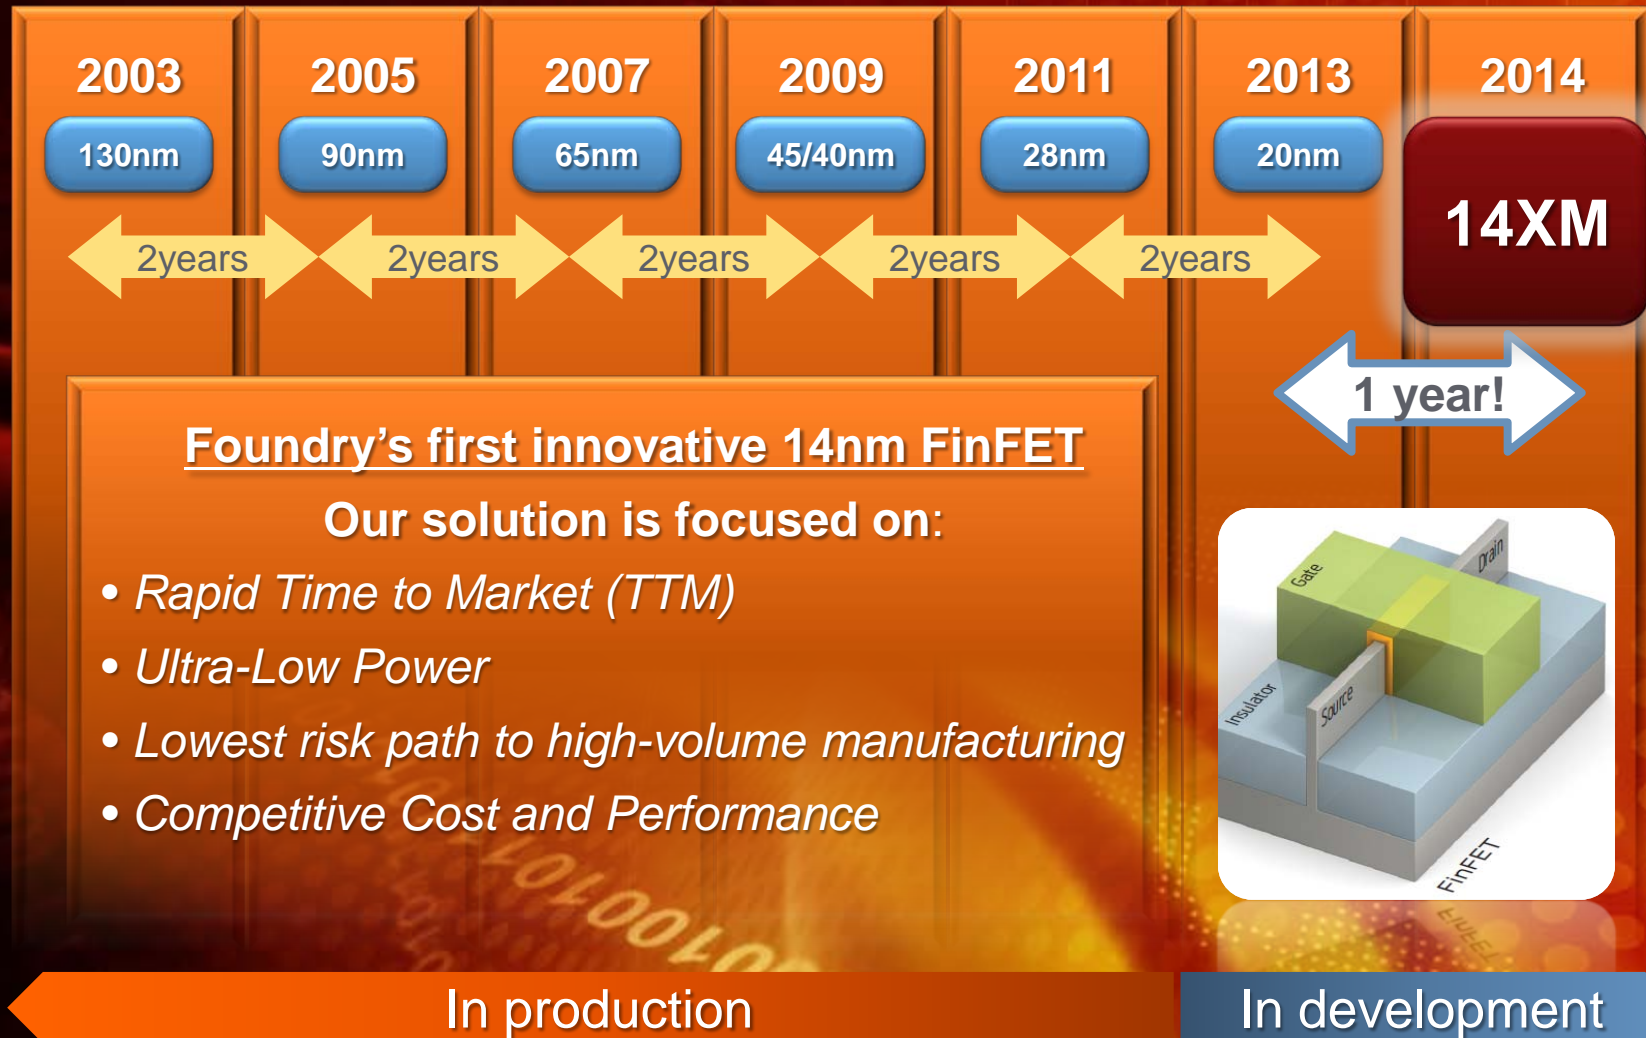 2003
2005
2007
2009
2011
2013
2014
130nm
90nm
65nm
45/40nm
28nm
20nm
14XM
2years
2years
2years
2years
2years
1 year!
Foundry’s first innovative 14nm FinFET
Our solution is focused on:
• Rapid Time to Market (TTM)
• Ultra-Low Power
• Lowest risk path to high-volume manufacturing
• Competitive Cost and Performance
Gate
Drain
Insulator
Source
FinFET
In production
In development